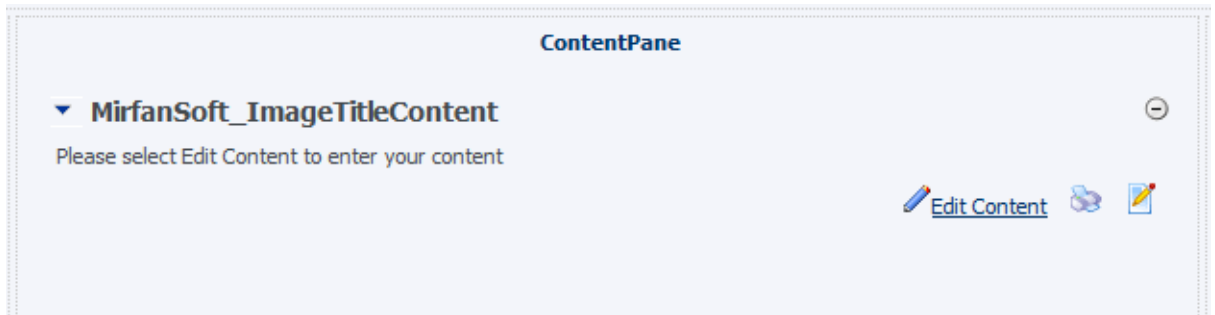 ContentPane
MirfanSoft_ImageTitleContent
Please select Edit Content to enter your content
Edit Content